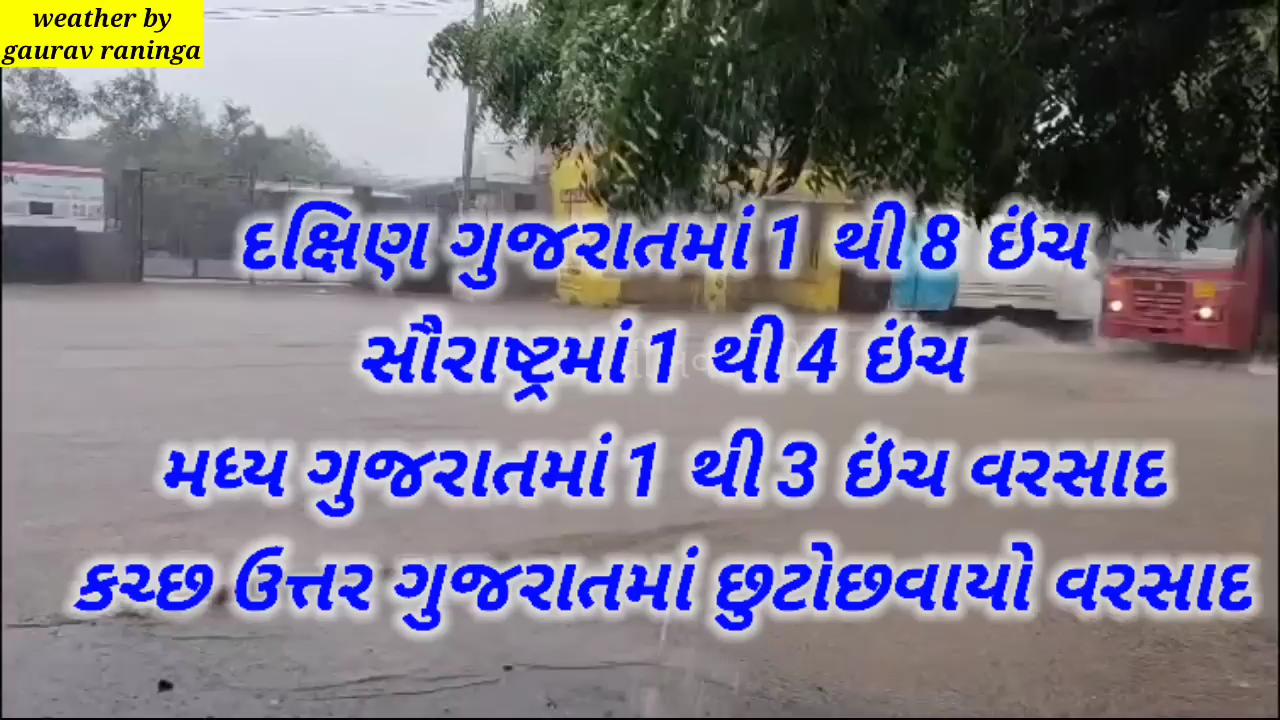 weather by
gaurav raninga
દક્ષિણ ગુજરાતમાં 1 થી 8 ઇંચ
સૌરાષ્ટ્રમાં 1 થી 4 ઇંચ
મધ્ય ગુજરાતમાં 1 થી 3 ઇંચ વરસાદ
કચ્છ ઉત્તર ગુજરાતમાં છુટોછવાયો વરસાદ